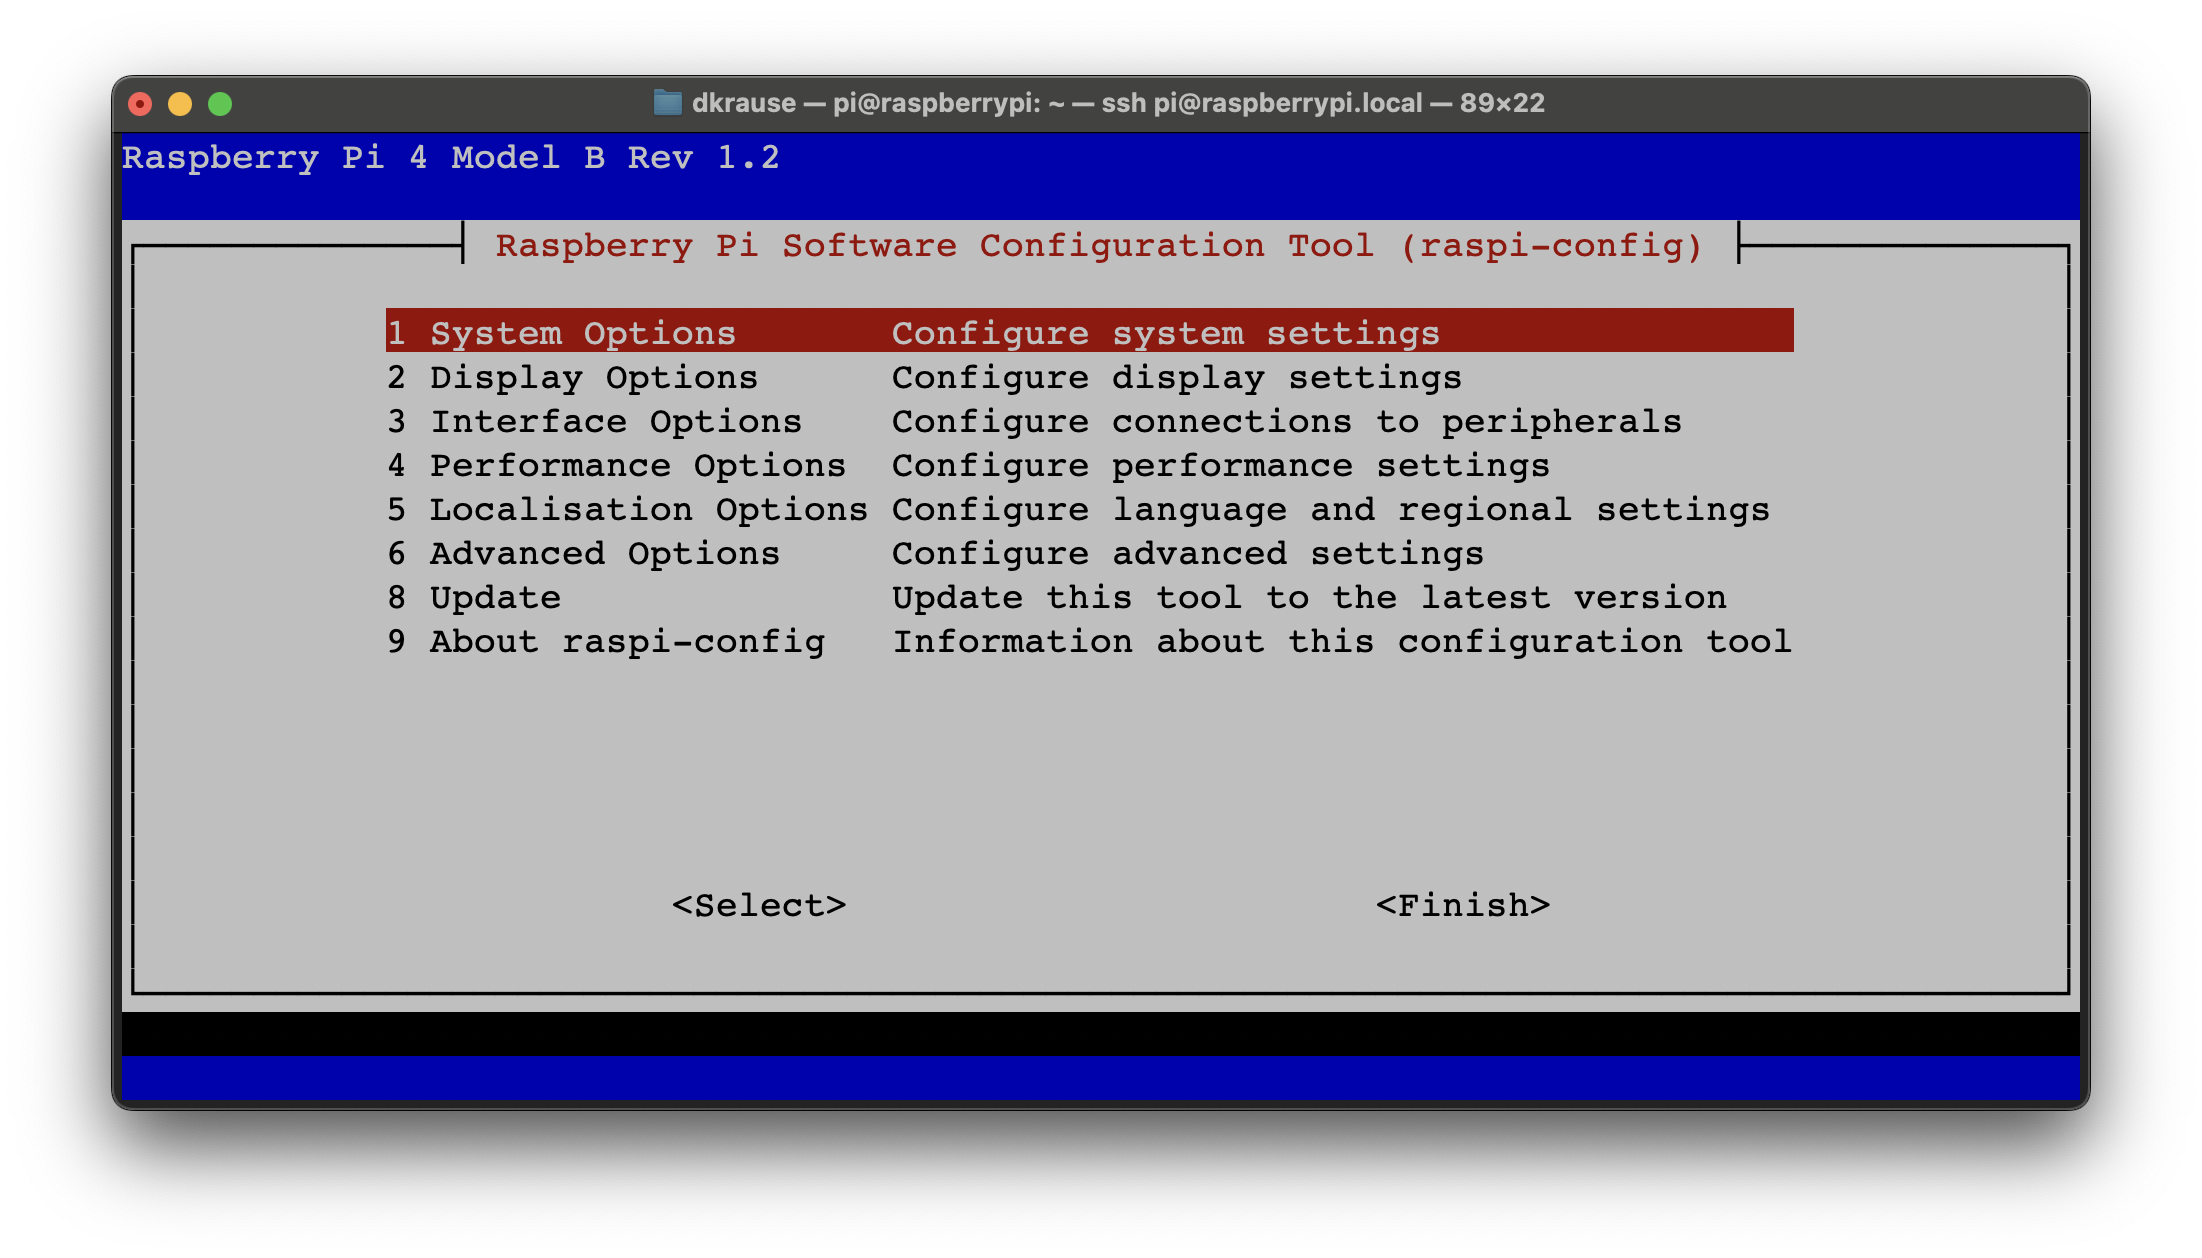 dkrause — pi@raspberrypi: ~ — ssh pi@raspberrypi.local — 89×22
Raspberry Pi 4 Model B Rev 1.2
Raspberry Pi Software Configuration Tool (raspi-config)
1 System Options Configure system settings
2 Display Options Configure display settings
3 Interface Options Configure connections to peripherals
4 Performance Options Configure performance settings
5 Localisation Options Configure language and regional settings
6 Advanced Options Configure advanced settings
8 Update Update this tool to the latest version
9 About raspi-config Information about this configuration tool
<Select> <Finish>